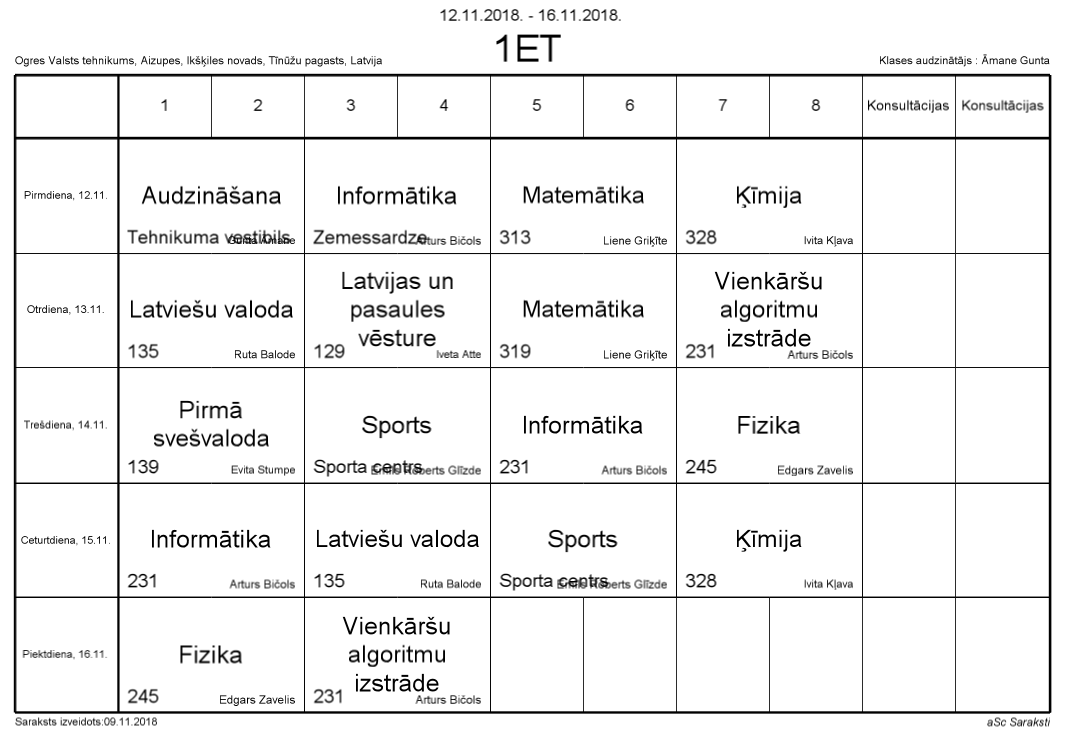 12.11.2018. - 16.11.2018.
1ET
Ogres Valsts tehnikums, Aizupes, Ikšķiles novads, Tīnūžu pagasts, Latvija
Klases audzinātājs : Āmane Gunta
1 2 3 4 5 6 7 8 Konsultācijas Konsultācijas
Pirmdiena, 12.11.
Audzināšana
Tehnikuma vestibils
Gunta Āmane
Informātika
Zemessardze
Arturs Bičols
Matemātika
313
Liene Griķīte
Ķīmija
328
Ivita Kļava
Otrdiena, 13.11.
Latviešu valoda
135
Ruta Balode
Latvijas un
pasaules
vēsture
129
Iveta Atte
Matemātika
319
Liene Griķīte
Vienkāršu
algoritmu
izstrāde
231
Arturs Bičols
Trešdiena, 14.11.
Pirmā
svešvaloda
139
Evita Stumpe
Sports
Sporta centrs
Emīls Roberts Glīzde
Informātika
231
Arturs Bičols
Fizika
245
Edgars Zavelis
Ceturtdiena, 15.11.
Informātika
231
Arturs Bičols
Latviešu valoda
135
Ruta Balode
Sports
Sporta centrs
Emīls Roberts Glīzde
Ķīmija
328
Ivita Kļava
Piektdiena, 16.11.
Fizika
245
Edgars Zavelis
Vienkāršu
algoritmu
izstrāde
231
Arturs Bičols
Saraksts izveidots:09.11.2018
aSc Saraksti